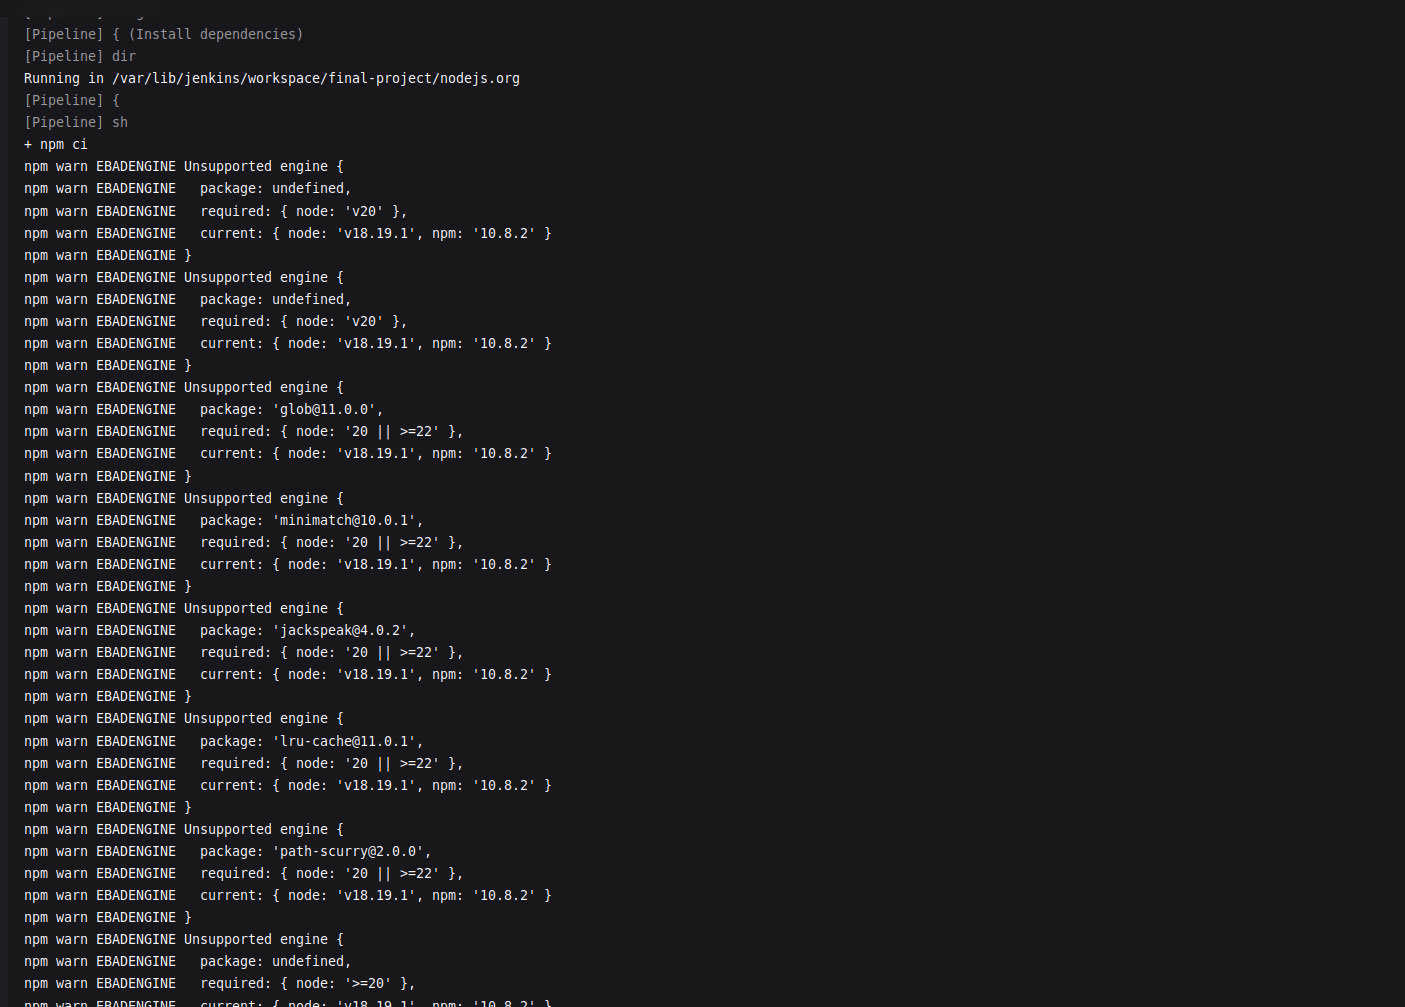 [Pipeline] { (Install dependencies)
[Pipeline] dir
Running in /var/lib/jenkins/workspace/final-project/nodejs.org
[Pipeline] {
[Pipeline] sh
+ npm ci
npm warn EBADENGINE Unsupported engine {
npm warn EBADENGINE   package: undefined,
npm warn EBADENGINE   required: { node: 'v20' },
npm warn EBADENGINE   current: { node: 'v18.19.1', npm: '10.8.2' }
npm warn EBADENGINE }
npm warn EBADENGINE Unsupported engine {
npm warn EBADENGINE   package: undefined,
npm warn EBADENGINE   required: { node: 'v20' },
npm warn EBADENGINE   current: { node: 'v18.19.1', npm: '10.8.2' }
npm warn EBADENGINE }
npm warn EBADENGINE Unsupported engine {
npm warn EBADENGINE   package: 'glob@11.0.0',
npm warn EBADENGINE   required: { node: '20 || >=22' },
npm warn EBADENGINE   current: { node: 'v18.19.1', npm: '10.8.2' }
npm warn EBADENGINE }
npm warn EBADENGINE Unsupported engine {
npm warn EBADENGINE   package: 'minimatch@10.0.1',
npm warn EBADENGINE   required: { node: '20 || >=22' },
npm warn EBADENGINE   current: { node: 'v18.19.1', npm: '10.8.2' }
npm warn EBADENGINE }
npm warn EBADENGINE Unsupported engine {
npm warn EBADENGINE   package: 'jackspeak@4.0.2',
npm warn EBADENGINE   required: { node: '20 || >=22' },
npm warn EBADENGINE   current: { node: 'v18.19.1', npm: '10.8.2' }
npm warn EBADENGINE }
npm warn EBADENGINE Unsupported engine {
npm warn EBADENGINE   package: 'lru-cache@11.0.1',
npm warn EBADENGINE   required: { node: '20 || >=22' },
npm warn EBADENGINE   current: { node: 'v18.19.1', npm: '10.8.2' }
npm warn EBADENGINE }
npm warn EBADENGINE Unsupported engine {
npm warn EBADENGINE   package: 'path-scurry@2.0.0',
npm warn EBADENGINE   required: { node: '20 || >=22' },
npm warn EBADENGINE   current: { node: 'v18.19.1', npm: '10.8.2' }
npm warn EBADENGINE }
npm warn EBADENGINE Unsupported engine {
npm warn EBADENGINE   package: undefined,
npm warn EBADENGINE   required: { node: '>=20' },
npm warn EBADENGINE   current: { node: 'v18.19.1', npm: '10.8.2' }